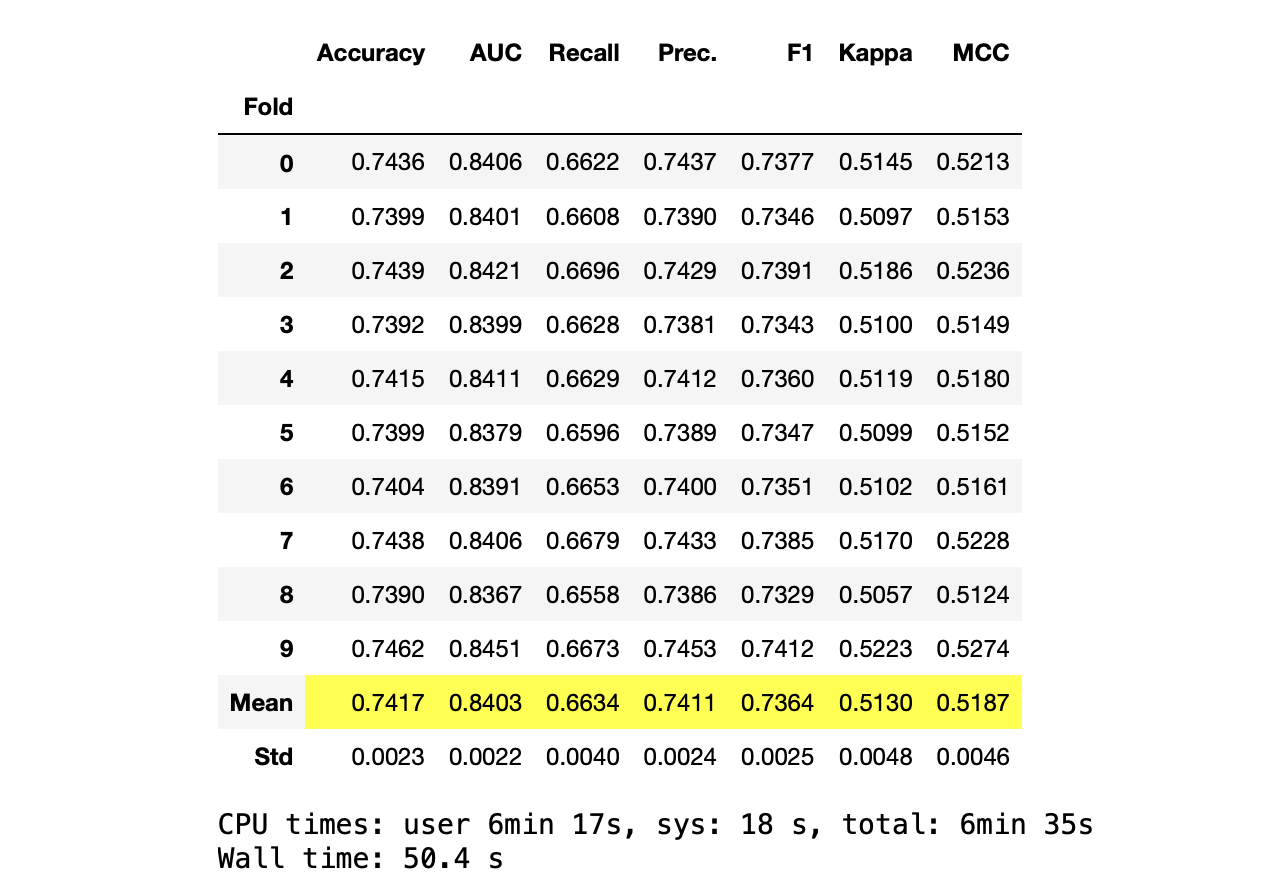 Accuracy AUC Recall Prec. F1 Kappa MCC
Fold
0 0.7436 0.8406 0.6622 0.7437 0.7377 0.5145 0.5213
1 0.7399 0.8401 0.6608 0.7390 0.7346 0.5097 0.5153
2 0.7439 0.8421 0.6696 0.7429 0.7391 0.5186 0.5236
3 0.7392 0.8399 0.6628 0.7381 0.7343 0.5100 0.5149
4 0.7415 0.8411 0.6629 0.7412 0.7360 0.5119 0.5180
5 0.7399 0.8379 0.6596 0.7389 0.7347 0.5099 0.5152
6 0.7404 0.8391 0.6653 0.7400 0.7351 0.5102 0.5161
7 0.7438 0.8406 0.6679 0.7433 0.7385 0.5170 0.5228
8 0.7390 0.8367 0.6558 0.7386 0.7329 0.5057 0.5124
9 0.7462 0.8451 0.6673 0.7453 0.7412 0.5223 0.5274
Mean 0.7417 0.8403 0.6634 0.7411 0.7364 0.5130 0.5187
Std 0.0023 0.0022 0.0040 0.0024 0.0025 0.0048 0.0046
CPU times: user 6min 17s, sys: 18 s, total: 6min 35s
Wall time: 50.4 s